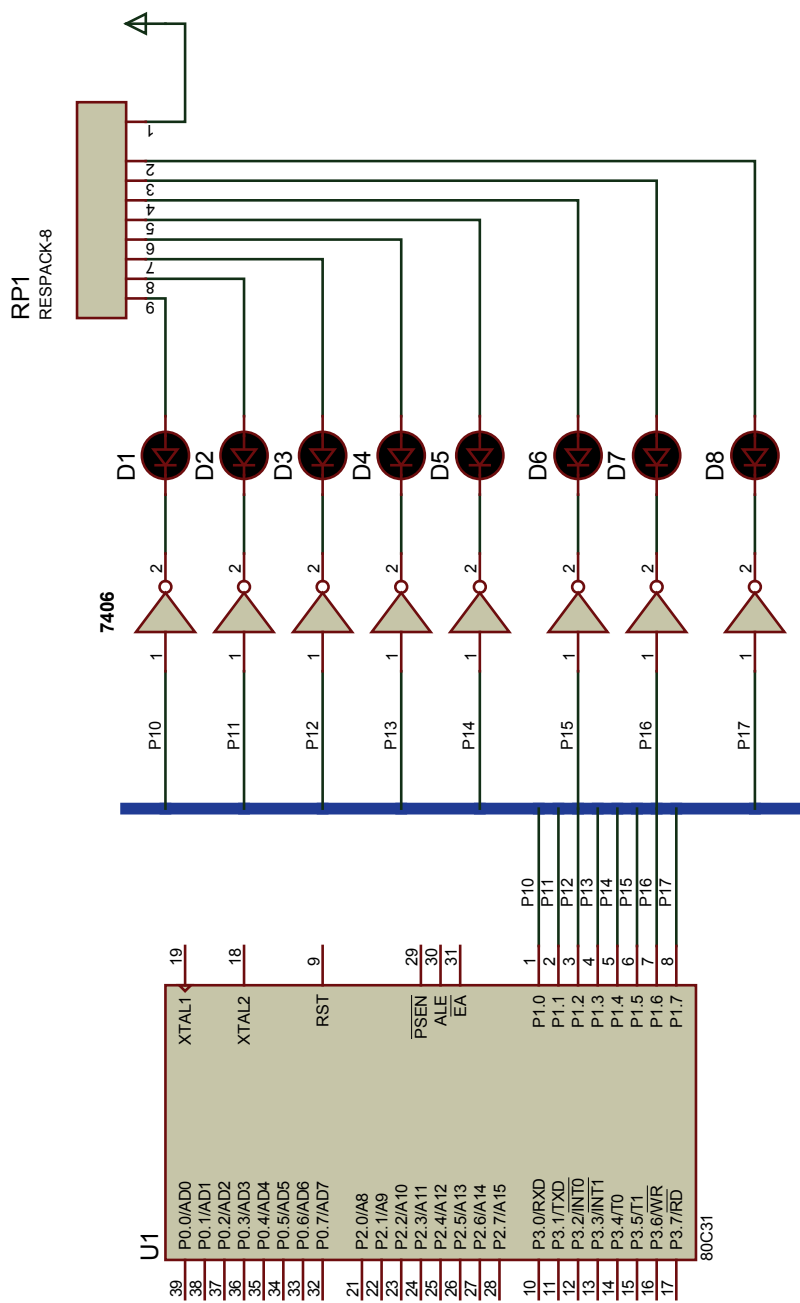 RP1
RESPACK-8
1
2
3
4
5
6
7
8
9
D1
D2
D3
D4
D5
D6
D7
D8
7406
2
2
2
2
2
2
2
2
1
1
1
1
1
1
1
1
P10
P11
P12
P13
P14
P15
P16
P17
P10
P11
P12
P13
P14
P15
P16
P17
19
18
9
29
30
31
1
2
3
4
5
6
7
8
XTAL1
XTAL2
RST
PSEN
ALE
EA
P1.0
P1.1
P1.2
P1.3
P1.4
P1.5
P1.6
P1.7
U1
P0.0/AD0
P0.1/AD1
P0.2/AD2
P0.3/AD3
P0.4/AD4
P0.5/AD5
P0.6/AD6
P0.7/AD7
P2.0/A8
P2.1/A9
P2.2/A10
P2.3/A11
P2.4/A12
P2.5/A13
P2.6/A14
P2.7/A15
P3.0/RXD
P3.1/TXD
P3.2/INT0
P3.3/INT1
P3.4/T0
P3.5/T1
P3.6/WR
P3.7/RD
80C31
39
38
37
36
35
34
33
32
21
22
23
24
25
26
27
28
10
11
12
13
14
15
16
17